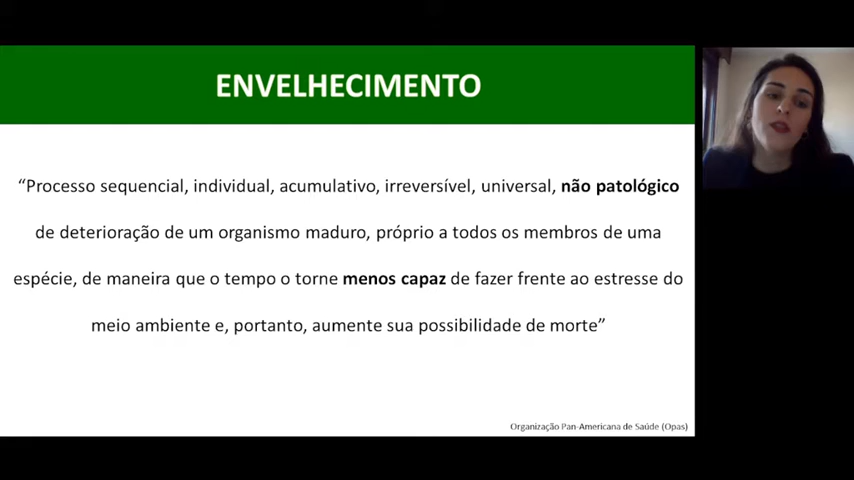 ENVELHECIMENTO
“Processo sequencial, individual, acumulativo, irreversível, universal, não patológico
de deterioração de um organismo maduro, próprio a todos os membros de uma
espécie, de maneira que o tempo o torne menos capaz de fazer frente ao estresse do
meio ambiente e, portanto, aumente sua possibilidade de morte”
Organização Pan-Americana de Saúde (Opas)